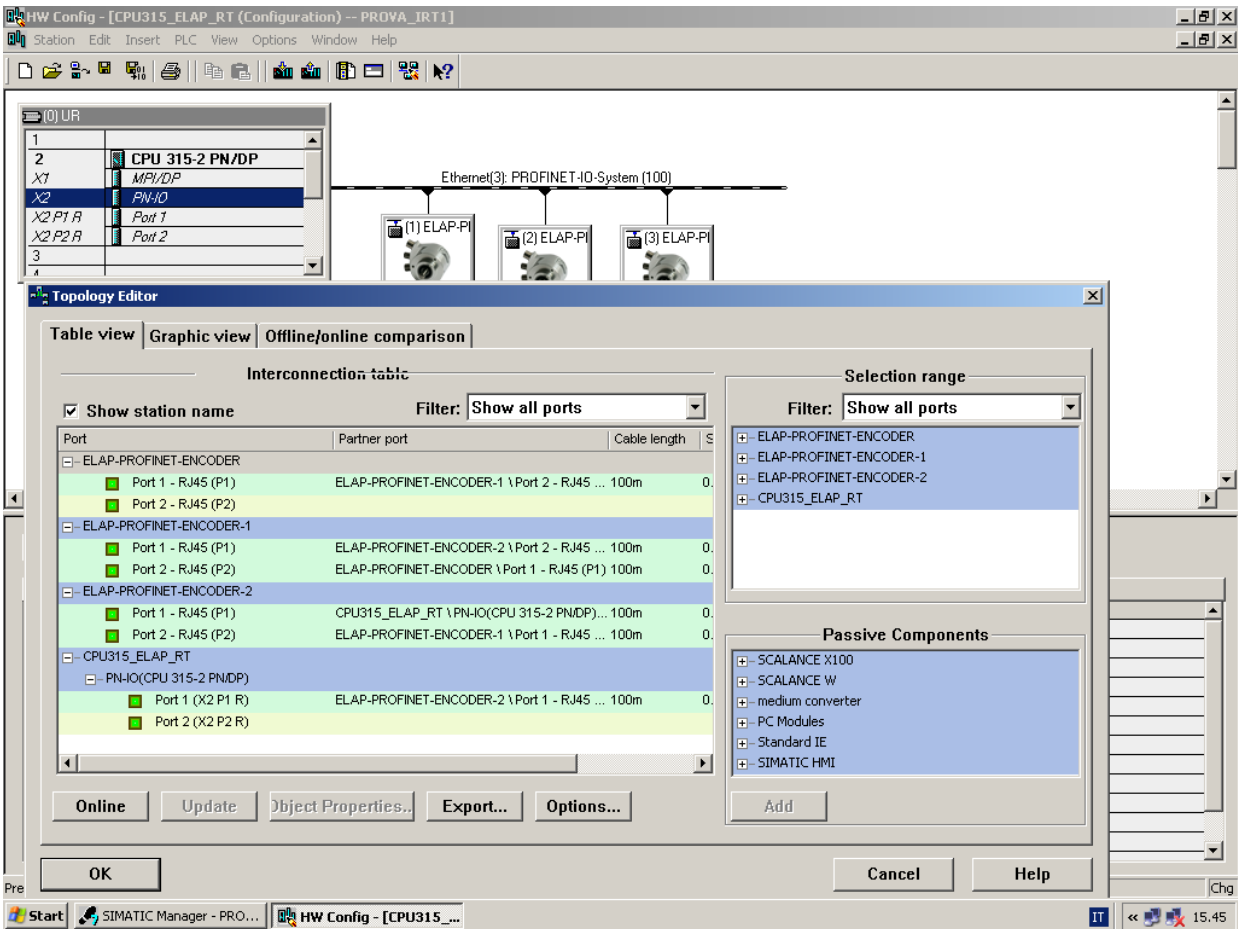 HW Config - [CPU315_ELAP_RT (Configuration) -- PROVA_IRT1]
Station Edit Insert PLC View Options Window Help
(0) UR
1
2 CPU 315-2 PN/DP
X1 MPI/DP
X2 PN-IO
X2 P1 R Port 1
X2 P2 R Port 2
3
4
Ethernet(3): PROFINET-IO-System (100)
(1) ELAP-PI
(2) ELAP-PI
(3) ELAP-PI
Topology Editor
Table view Graphic view Offline/online comparison
Interconnection table
Show station name Filter: Show all ports
Port Partner port Cable length S
ELAP-PROFINET-ENCODER
Port 1 - RJ45 (P1) ELAP-PROFINET-ENCODER-1 \ Port 2 - RJ45 ... 100m 0.
Port 2 - RJ45 (P2)
ELAP-PROFINET-ENCODER-1
Port 1 - RJ45 (P1) ELAP-PROFINET-ENCODER-2 \ Port 2 - RJ45 ... 100m 0.
Port 2 - RJ45 (P2) ELAP-PROFINET-ENCODER \ Port 1 - RJ45 (P1) 100m 0.
ELAP-PROFINET-ENCODER-2
Port 1 - RJ45 (P1) CPU315_ELAP_RT \ PN-IO(CPU 315-2 PN/DP)... 100m 0.
Port 2 - RJ45 (P2) ELAP-PROFINET-ENCODER-1 \ Port 1 - RJ45 ... 100m 0.
CPU315_ELAP_RT
PN-IO(CPU 315-2 PN/DP)
Port 1 (X2 P1 R) ELAP-PROFINET-ENCODER-2 \ Port 1 - RJ45 ... 100m 0.
Port 2 (X2 P2 R)
Online Update Object Properties.. Export... Options...
Selection range
Filter: Show all ports
ELAP-PROFINET-ENCODER
ELAP-PROFINET-ENCODER-1
ELAP-PROFINET-ENCODER-2
CPU315_ELAP_RT
Passive Components
SCALANCE X100
SCALANCE W
medium converter
PC Modules
Standard IE
SIMATIC HMI
Add
OK Cancel Help
Pre Chg
Start SIMATIC Manager - PRO... HW Config - [CPU315_... IT « 15.45